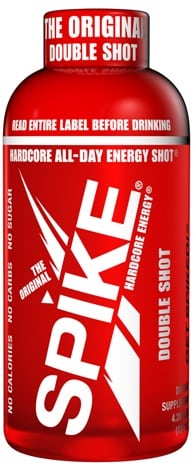 THE ORIGINAL
DOUBLE SHOT
READ ENTIRE LABEL BEFORE DRINKING
HARDCORE ALL-DAY ENERGY SHOT®
NO CALORIES NO CARBS NO SUGAR
THE ORIGINAL
SPIKE®
HARDCORE ENERGY®
DOUBLE SHOT